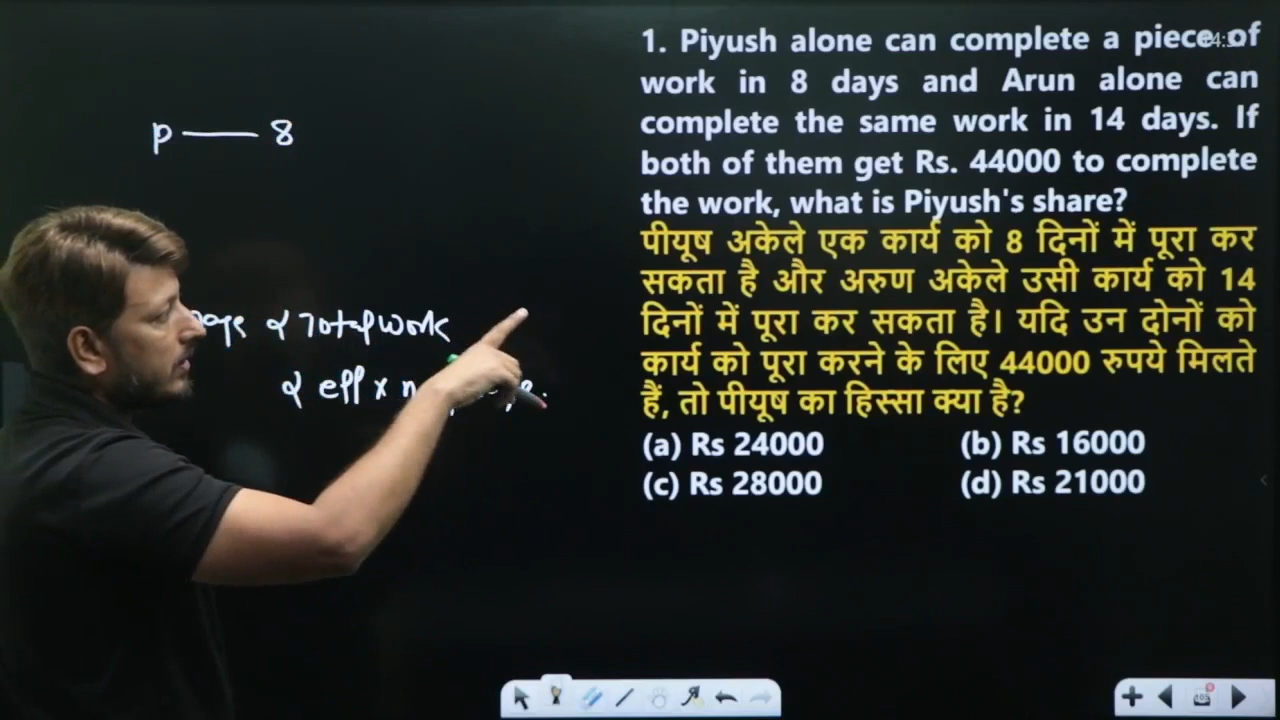 1. Piyush alone can complete a piece of
work in 8 days and Arun alone can
complete the same work in 14 days. If
both of them get Rs. 44000 to complete
the work, what is Piyush's share?
पीयूष अकेले एक कार्य को 8 दिनों में पूरा कर
सकता है और अरुण अकेले उसी कार्य को 14
दिनों में पूरा कर सकता है। यदि उन दोनों को
कार्य को पूरा करने के लिए 44000 रुपये मिलते
हैं, तो पीयूष का हिस्सा क्या है?
(a) Rs 24000 (b) Rs 16000
(c) Rs 28000 (d) Rs 21000
P — 8
α Total work
α eff x